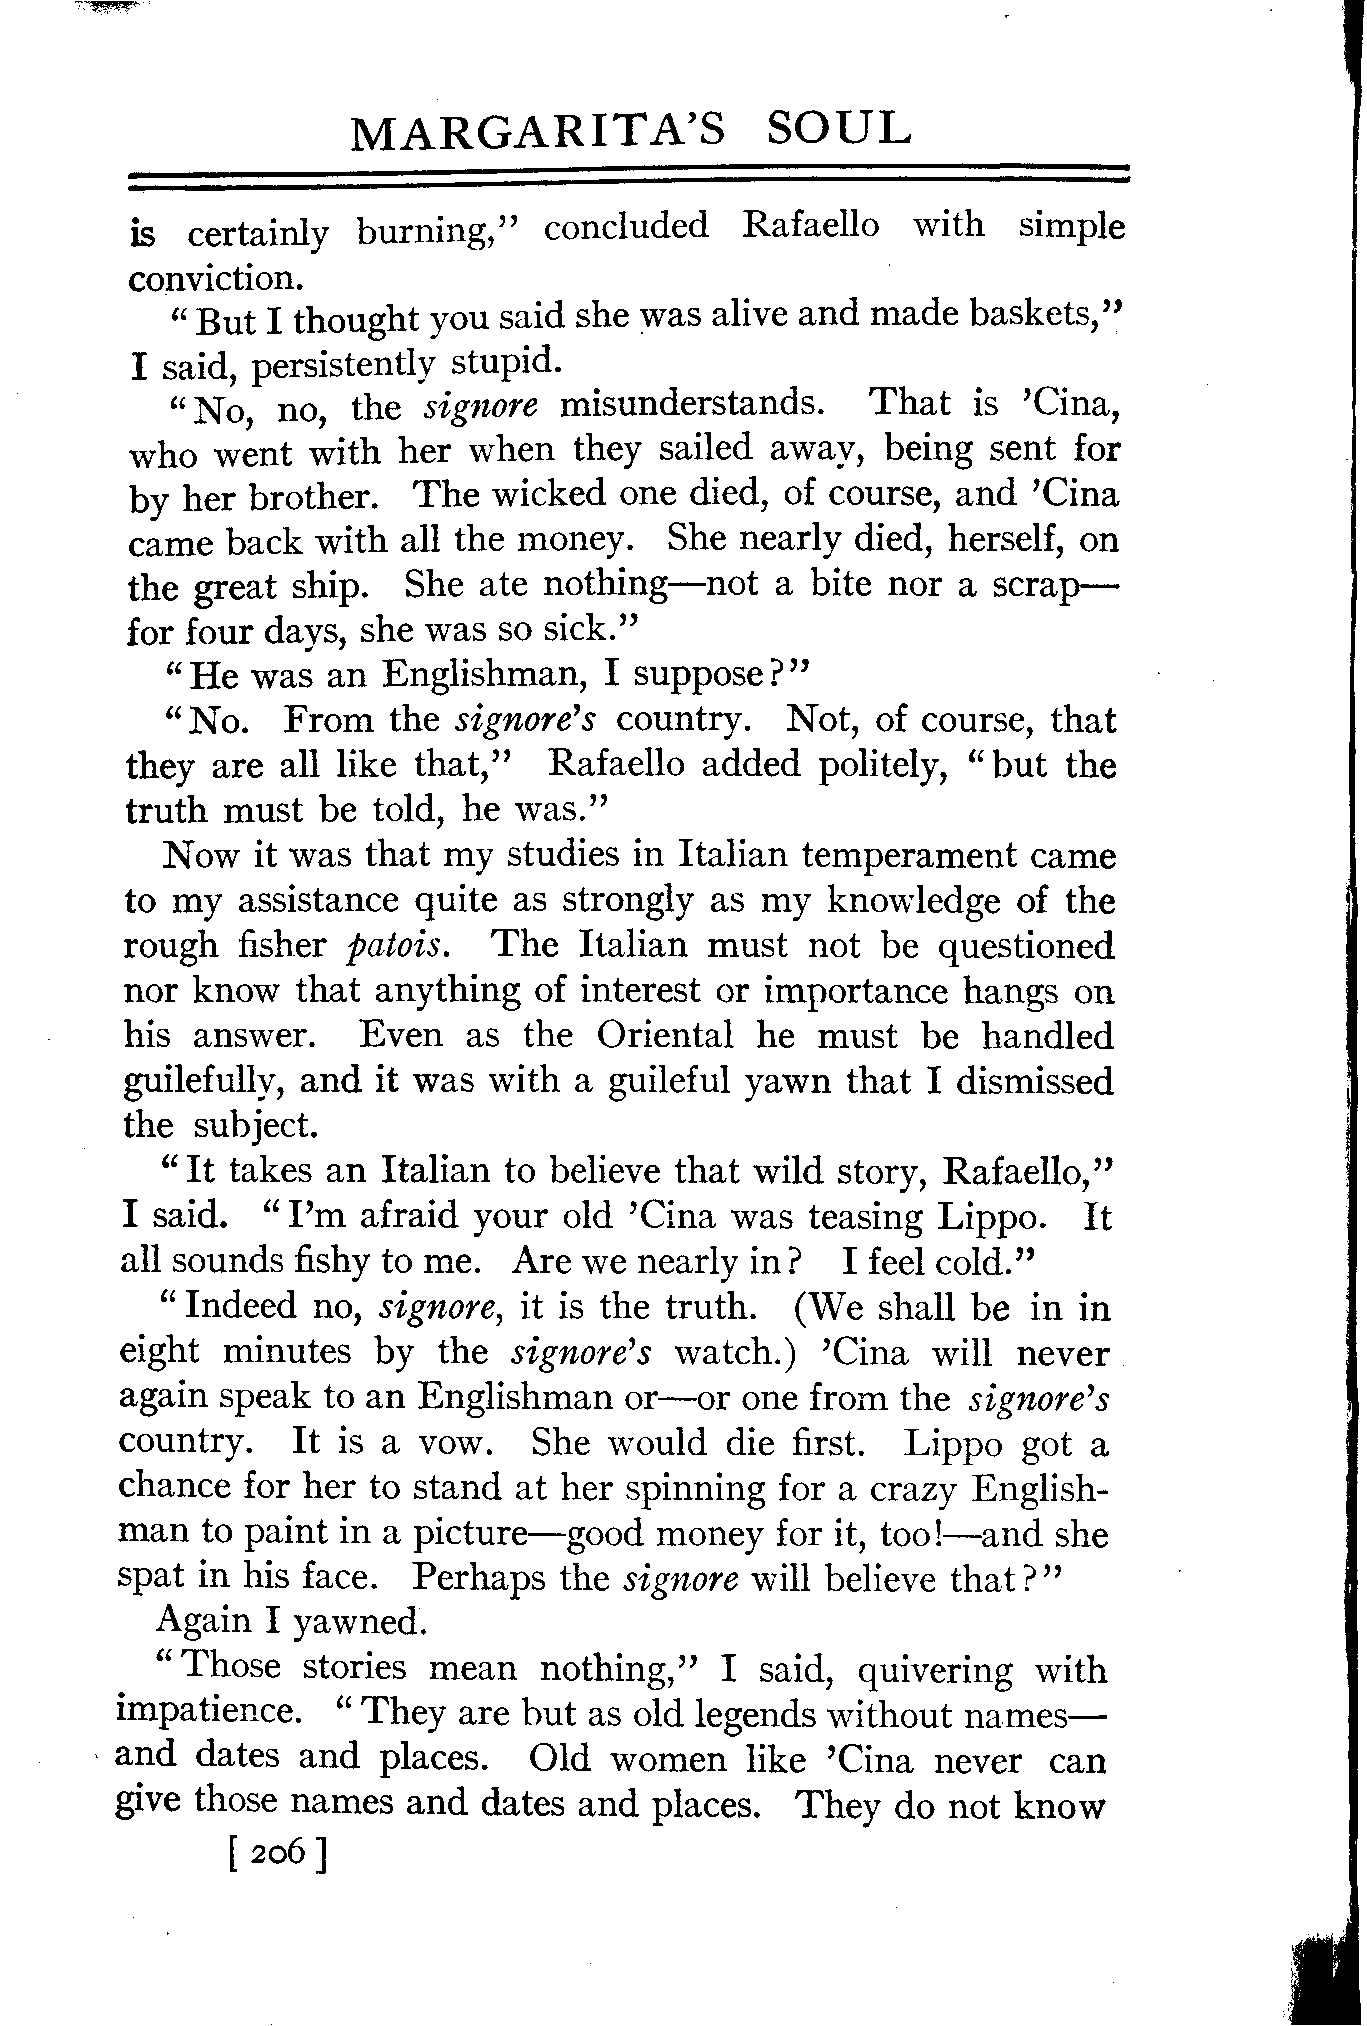 MARGARITA'S SOUL
is certainly burning," concluded Rafaello with simple
conviction.
"But I thought you said she was alive and made baskets,"
I said, persistently stupid.
"No, no, the signore misunderstands. That is 'Cina,
who went with her when they sailed away, being sent for
by her brother. The wicked one died, of course, and 'Cina
came back with all the money. She nearly died, herself, on
the great ship. She ate nothing—not a bite nor a scrap—
for four days, she was so sick."
"He was an Englishman, I suppose?"
"No. From the signore's country. Not, of course, that
they are all like that," Rafaello added politely, "but the
truth must be told, he was."
Now it was that my studies in Italian temperament came
to my assistance quite as strongly as my knowledge of the
rough fisher patois. The Italian must not be questioned
nor know that anything of interest or importance hangs on
his answer. Even as the Oriental he must be handled
guilefully, and it was with a guileful yawn that I dismissed
the subject.
"It takes an Italian to believe that wild story, Rafaello,"
I said. "I'm afraid your old 'Cina was teasing Lippo. It
all sounds fishy to me. Are we nearly in? I feel cold."
"Indeed no, signore, it is the truth. (We shall be in in
eight minutes by the signore's watch.) 'Cina will never
again speak to an Englishman or—or one from the signore's
country. It is a vow. She would die first. Lippo got a
chance for her to stand at her spinning for a crazy English-
man to paint in a picture—good money for it, too!—and she
spat in his face. Perhaps the signore will believe that?"
Again I yawned.
"Those stories mean nothing," I said, quivering with
impatience. "They are but as old legends without names—
and dates and places. Old women like 'Cina never can
give those names and dates and places. They do not know
[ 206 ]